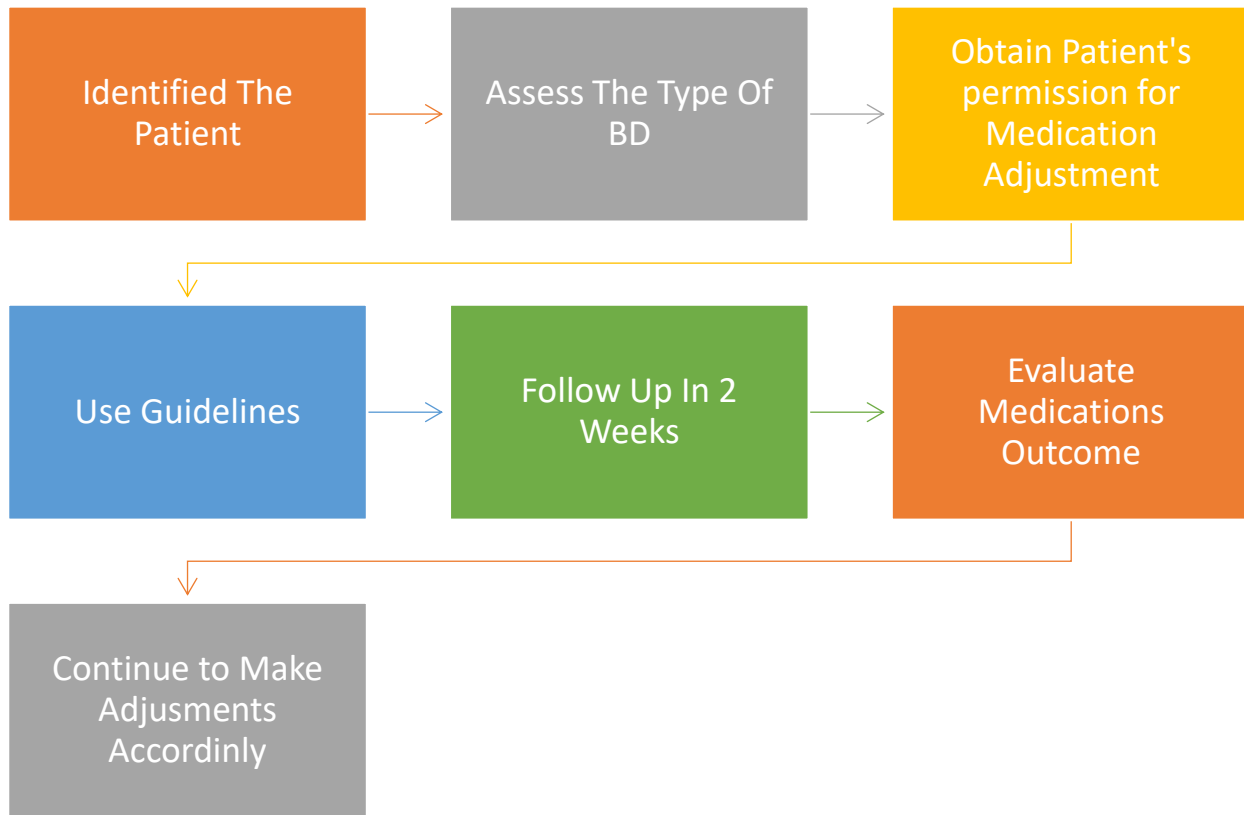 Identified The
Patient
Assess The Type Of
BD
Obtain Patient's
permission for
Medication
Adjustment
Use Guidelines
Follow Up In 2
Weeks
Evaluate
Medications
Outcome
Continue to Make
Adjusments
Accordinly